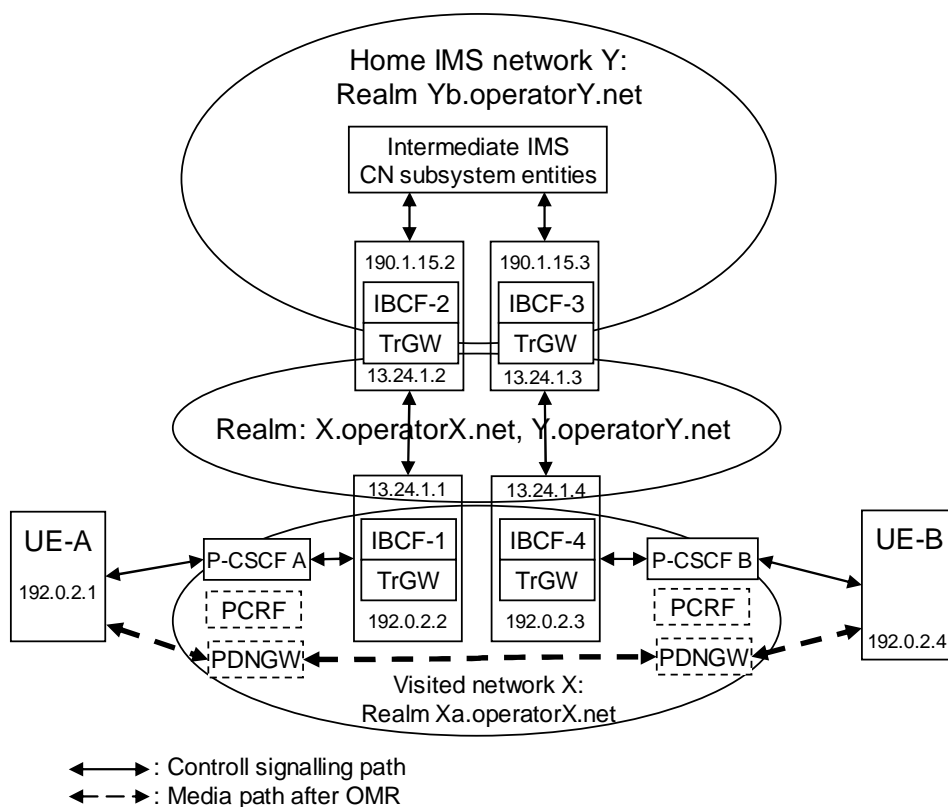 Home IMS network Y:
Realm Yb.operatorY.net
Intermediate IMS
CN subsystem entities
190.1.15.2
190.1.15.3
IBCF-2
IBCF-3
TrGW
TrGW
13.24.1.2
13.24.1.3
Realm: X.operatorX.net, Y.operatorY.net
13.24.1.1
13.24.1.4
UE-A
192.0.2.1
P-CSCF A
IBCF-1
IBCF-4
P-CSCF B
UE-B
192.0.2.4
TrGW
TrGW
PCRF
PCRF
192.0.2.2
192.0.2.3
PDNGW
PDNGW
Visited network X:
Realm Xa.operatorX.net
: Controll signalling path
: Media path after OMR